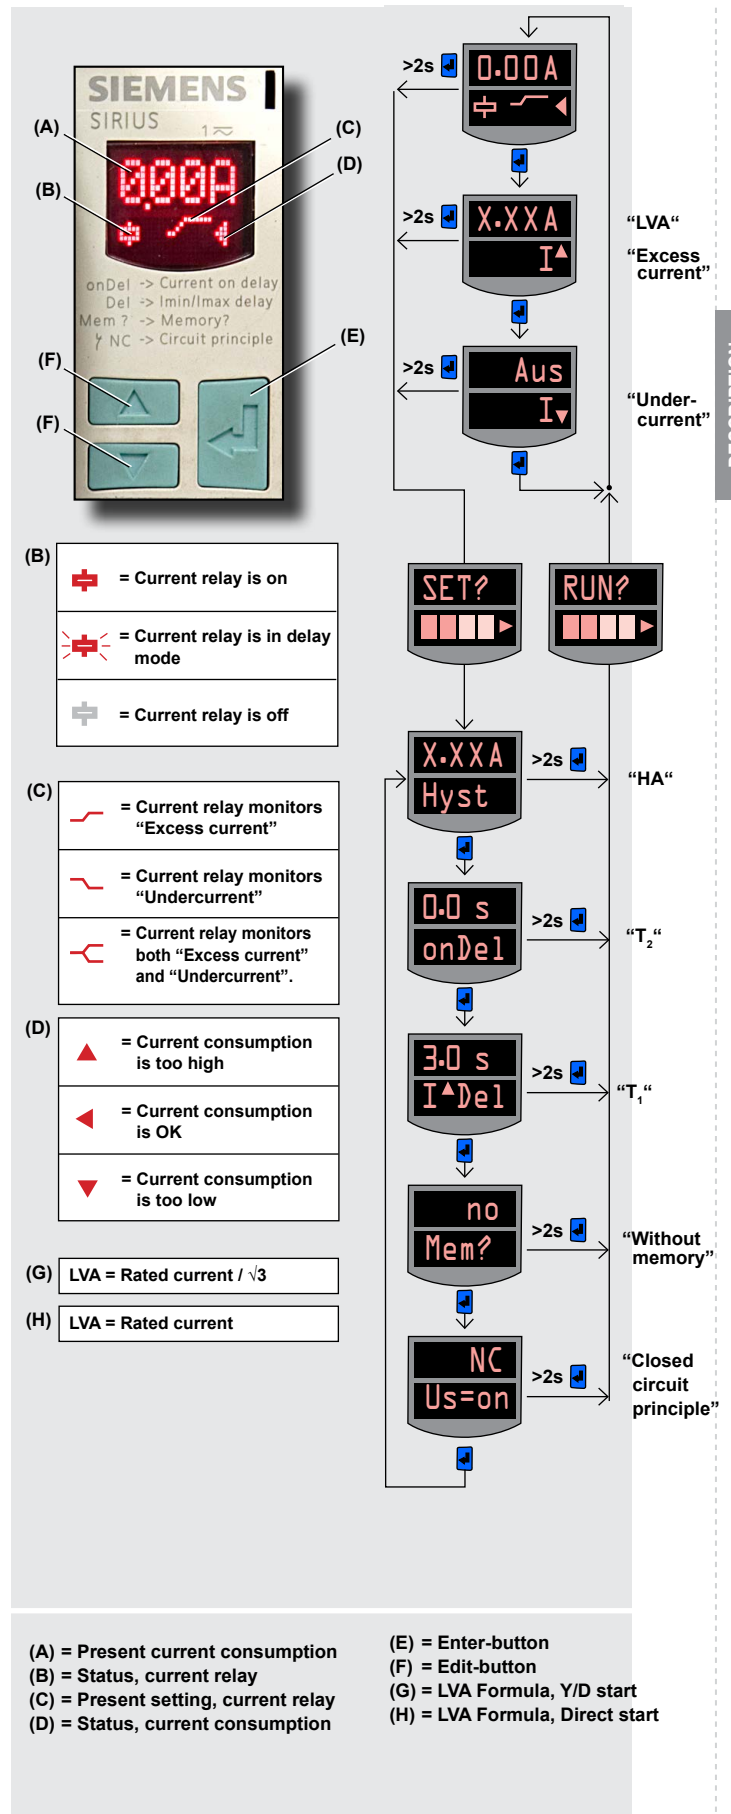 SIEMENS
SIRIUS
1
(A)
(B)
(C)
(D)
0.00A
onDel -> Current on delay
Del -> Imin/Imax delay
Mem ? -> Memory?
NC -> Circuit principle
(E)
(F)
(F)
>2s
0.00A
>2s
X.XXA
I▲
"LVA"
"Excess
current"
>2s
Aus
I▼
"Under-
current"
SET?
RUN?
X.XXA
Hyst
>2s
"HA"
0.0 s
onDel
>2s
"T₂"
3.0 s
I▲Del
>2s
"T₁"
no
Mem?
>2s
"Without
memory"
NC
Us=on
>2s
"Closed
circuit
principle"
(B)
= Current relay is on
= Current relay is in delay
mode
= Current relay is off
(C)
= Current relay monitors
"Excess current"
= Current relay monitors
"Undercurrent"
= Current relay monitors
both "Excess current"
and "Undercurrent".
(D)
= Current consumption
is too high
= Current consumption
is OK
= Current consumption
is too low
(G) LVA = Rated current / √3
(H) LVA = Rated current
(A) = Present current consumption
(B) = Status, current relay
(C) = Present setting, current relay
(D) = Status, current consumption
(E) = Enter-button
(F) = Edit-button
(G) = LVA Formula, Y/D start
(H) = LVA Formula, Direct start